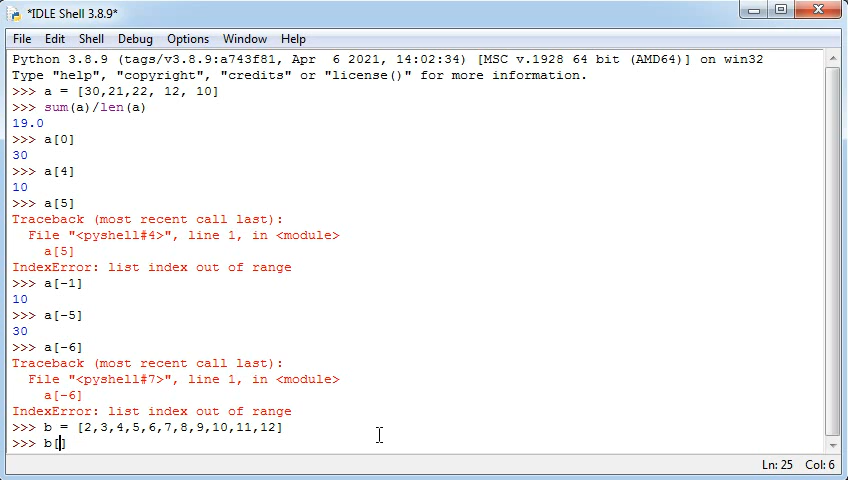 *IDLE Shell 3.8.9*
File Edit Shell Debug Options Window Help
Python 3.8.9 (tags/v3.8.9:a743f81, Apr  6 2021, 14:02:34) [MSC v.1928 64 bit (AMD64)] on win32
Type "help", "copyright", "credits" or "license()" for more information.
>>> a = [30,21,22, 12, 10]
>>> sum(a)/len(a)
19.0
>>> a[0]
30
>>> a[4]
10
>>> a[5]
Traceback (most recent call last):
  File "<pyshell#4>", line 1, in <module>
    a[5]
IndexError: list index out of range
>>> a[-1]
10
>>> a[-5]
30
>>> a[-6]
Traceback (most recent call last):
  File "<pyshell#7>", line 1, in <module>
    a[-6]
IndexError: list index out of range
>>> b = [2,3,4,5,6,7,8,9,10,11,12]
>>> b[]
Ln: 25 Col: 6